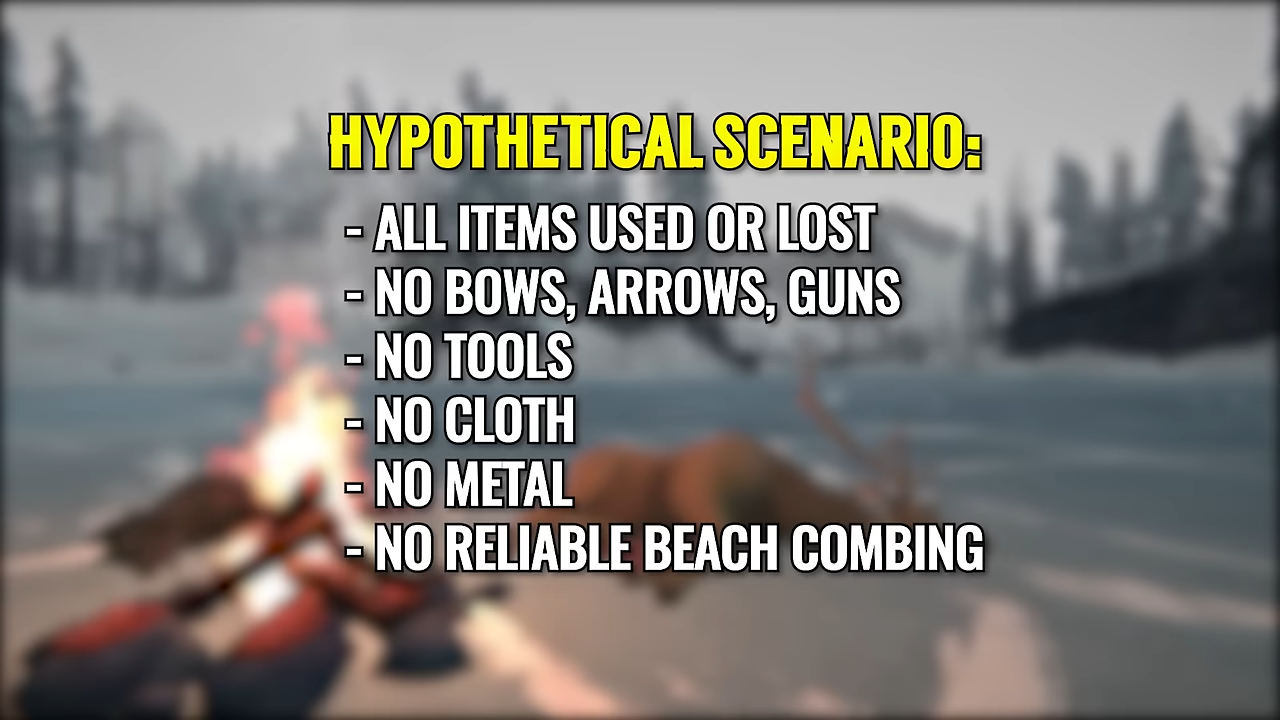 HYPOTHETICAL SCENARIO:
- ALL ITEMS USED OR LOST
- NO BOWS, ARROWS, GUNS
- NO TOOLS
- NO CLOTH
- NO METAL
- NO RELIABLE BEACH COMBING